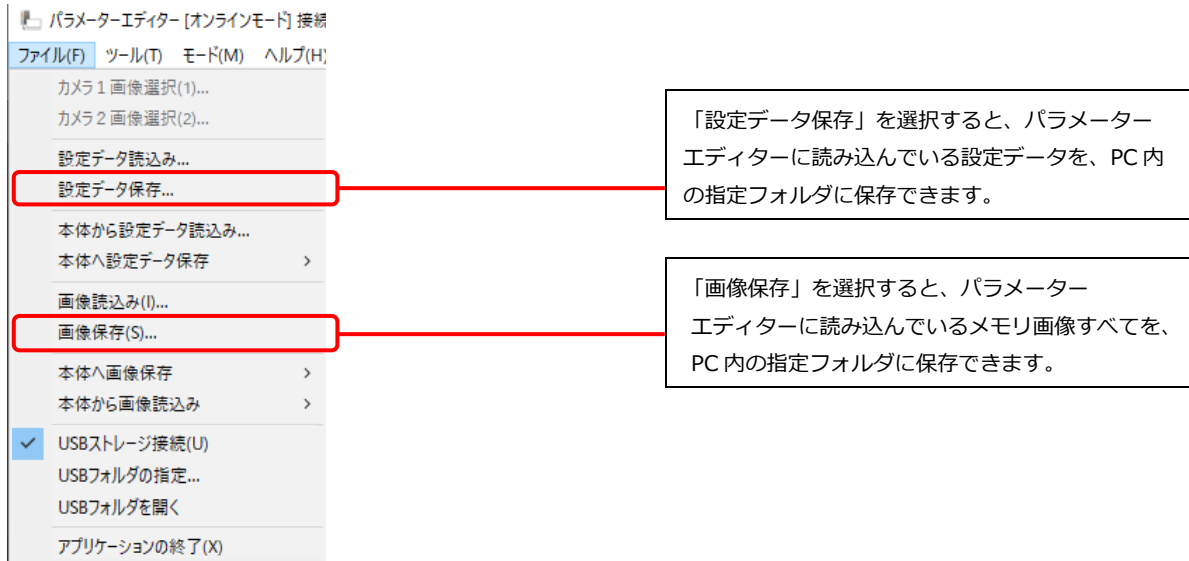 パラメーターエディター [オンラインモード] 接続
ファイル(F) ツール(T) モード(M) ヘルプ(H)
カメラ1画像選択(1)...
カメラ2画像選択(2)...
設定データ読込み...
設定データ保存...
本体から設定データ読込み...
本体へ設定データ保存 >
画像読込み(I)...
画像保存(S)...
本体へ画像保存 >
本体から画像読込み >
USBストレージ接続(U)
USBフォルダの指定...
USBフォルダを開く
アプリケーションの終了(X)
「設定データ保存」を選択すると、パラメーター
エディターに読み込んでいる設定データを、PC 内
の指定フォルダに保存できます。
「画像保存」を選択すると、パラメーター
エディターに読み込んでいるメモリ画像すべてを、
PC 内の指定フォルダに保存できます。